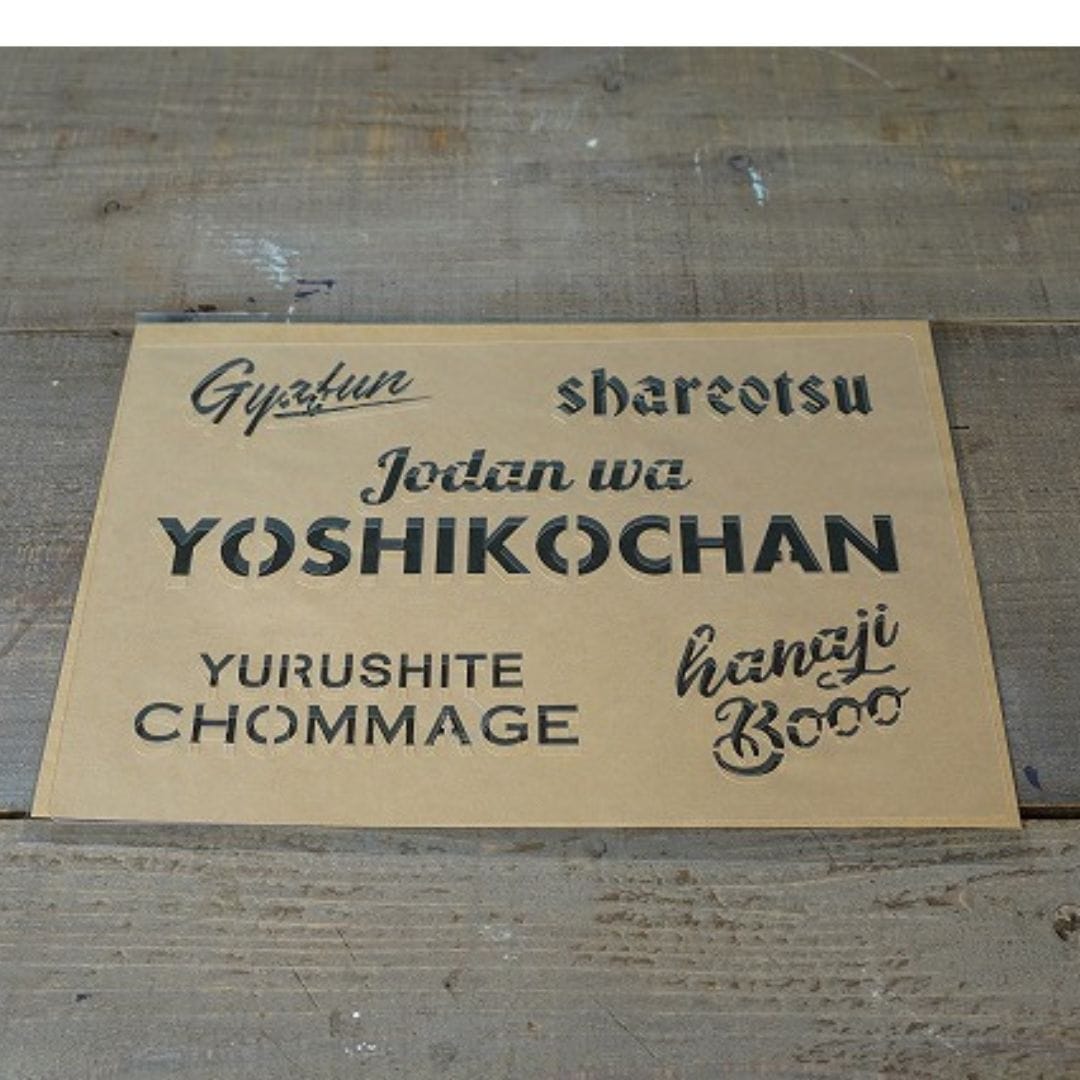 Gyafun
shareotsu
Jodan wa
YOSHIKOCHAN
YURUSHITE
CHOMMAGE
hanaji
Booo